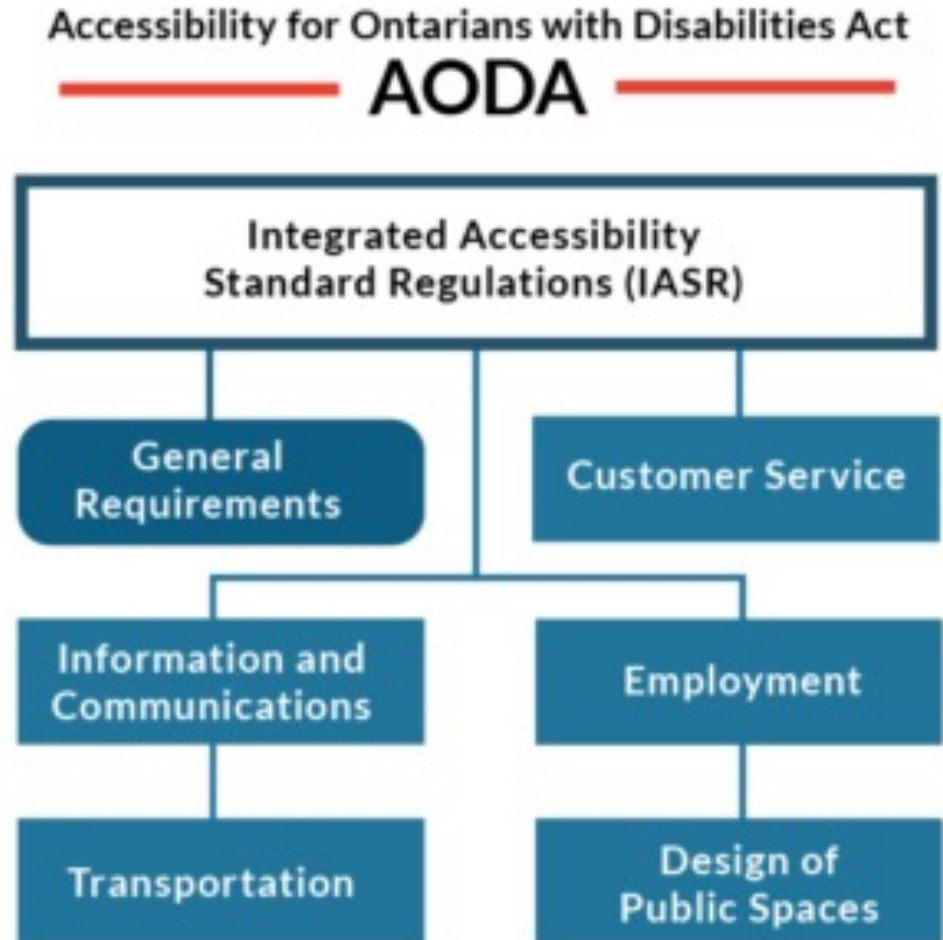 Accessibility for Ontarians with Disabilities Act
AODA
Integrated Accessibility
Standard Regulations (IASR)
General
Requirements
Customer Service
Information and
Communications
Employment
Transportation
Design of
Public Spaces